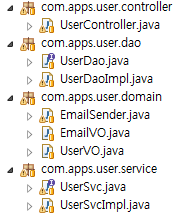 com.apps.user.controller
UserController.java
com.apps.user.dao
UserDao.java
UserDaoImpl.java
com.apps.user.domain
EmailSender.java
EmailVO.java
UserVO.java
com.apps.user.service
UserSvc.java
UserSvcImpl.java